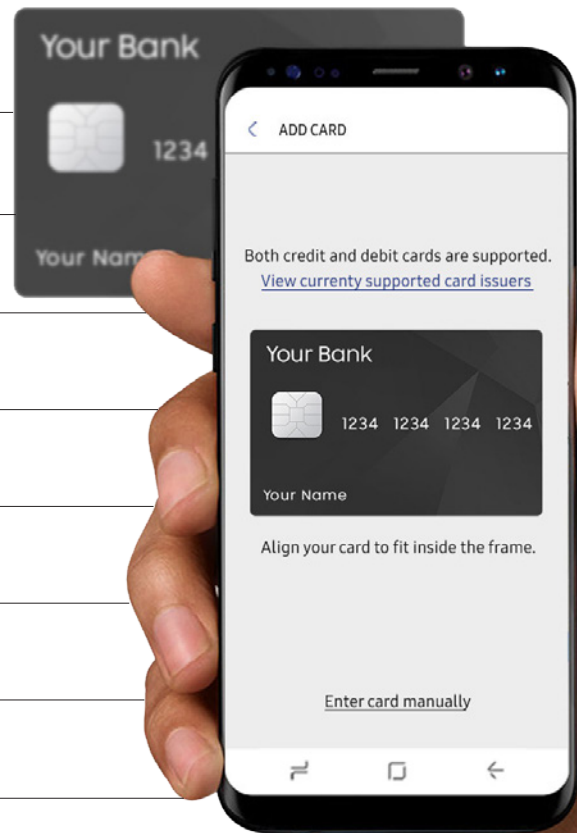 Your Bank
1234
Your Nam
ADD CARD
Both credit and debit cards are supported.
View currenty supported card issuers
Your Bank
1234 1234 1234 1234
Your Name
Align your card to fit inside the frame.
Enter card manually